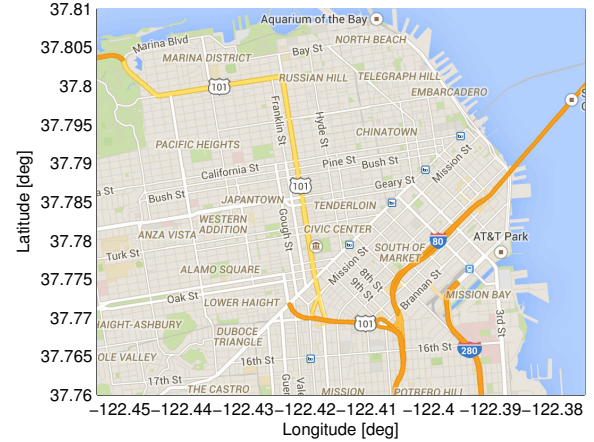 37.81
Aquarium of the Bay
Marina Blvd
NORTH BEACH
37.805
Bay St
MARINA DISTRICT
RUSSIAN HILL
TELEGRAPH HILL
37.8
101
EMBARCADERO
S
C
37.795
Franklin St
Hyde St
CHINATOWN
PACIFIC HEIGHTS
37.79
Pine St
Bush St
Mission St
California St
a St
Geary St
Bush St
101
37.785
JAPANTOWN
TENDERLOIN
WESTERN
ADDITION
Gough St
CIVIC CENTER
ANZA VISTA
80
AT&T Park
37.78
Turk St
SOUTH OF
MARKET
Mission St
ALAMO SQUARE
8th St
9th St
37.775
Brannan St
MISSION BAY
Oak St
LOWER HAIGHT
3rd St
37.77
HAIGHT-ASHBURY
101
DUBOCE
TRIANGLE
16th St
280
37.765
OLE VALLEY
16th St
17th St
THE CASTRO
Guer
Vale
MISSION
POTRERO HILL
37.76
−122.45 −122.44 −122.43 −122.42 −122.41 −122.4 −122.39 −122.38
Longitude [deg]
Latitude [deg]